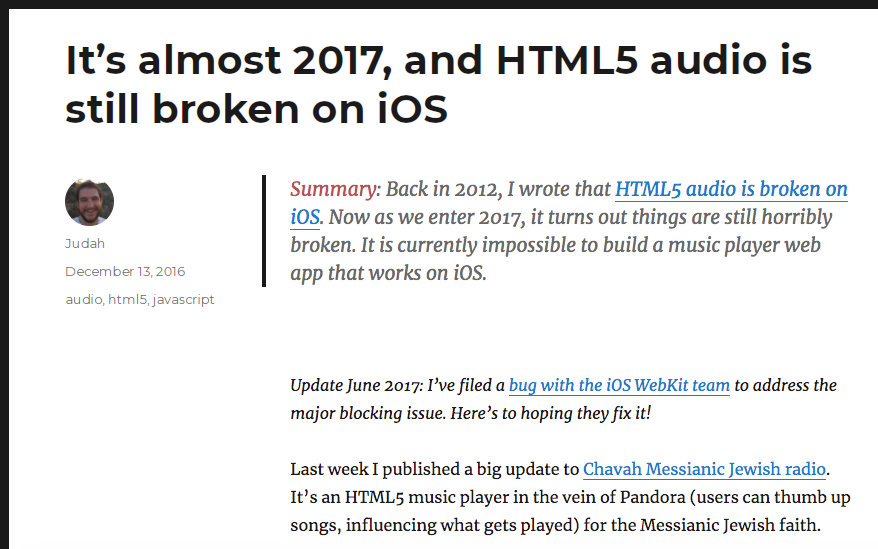 It’s almost 2017, and HTML5 audio is
still broken on iOS
Judah
December 13, 2016
audio, html5, javascript
Summary: Back in 2012, I wrote that HTML5 audio is broken on
iOS. Now as we enter 2017, it turns out things are still horribly
broken. It is currently impossible to build a music player web
app that works on iOS.
Update June 2017: I’ve filed a bug with the iOS WebKit team to address the
major blocking issue. Here’s to hoping they fix it!
Last week I published a big update to Chavah Messianic Jewish radio.
It’s an HTML5 music player in the vein of Pandora (users can thumb up
songs, influencing what gets played) for the Messianic Jewish faith.